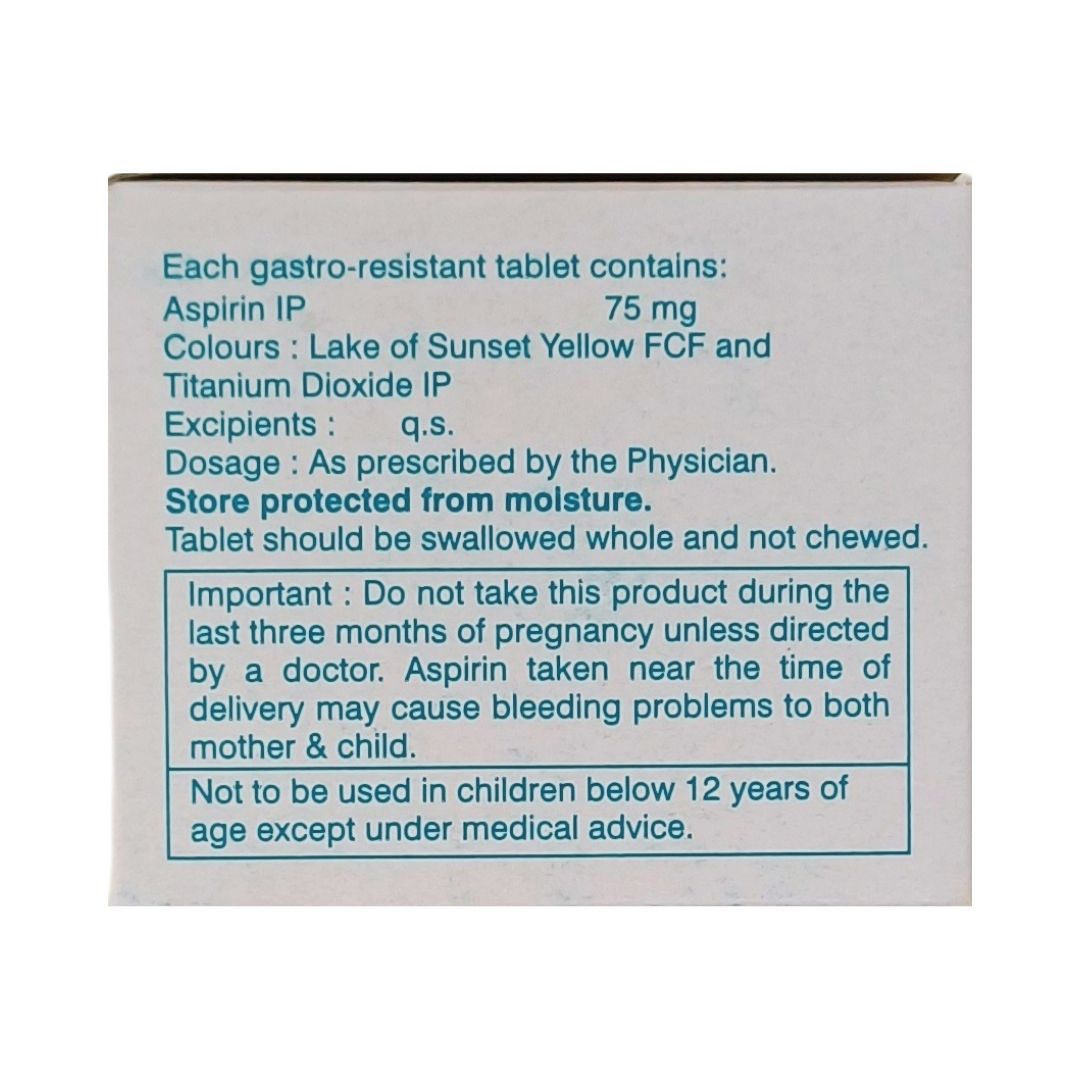 Each gastro-resistant tablet contains:
Aspirin IP 75 mg
Colours : Lake of Sunset Yellow FCF and
Titanium Dioxide IP
Excipients : q.s.
Dosage : As prescribed by the Physician.
Store protected from moisture.
Tablet should be swallowed whole and not chewed.
Important : Do not take this product during the
last three months of pregnancy unless directed
by a doctor. Aspirin taken near the time of
delivery may cause bleeding problems to both
mother & child.
Not to be used in children below 12 years of
age except under medical advice.